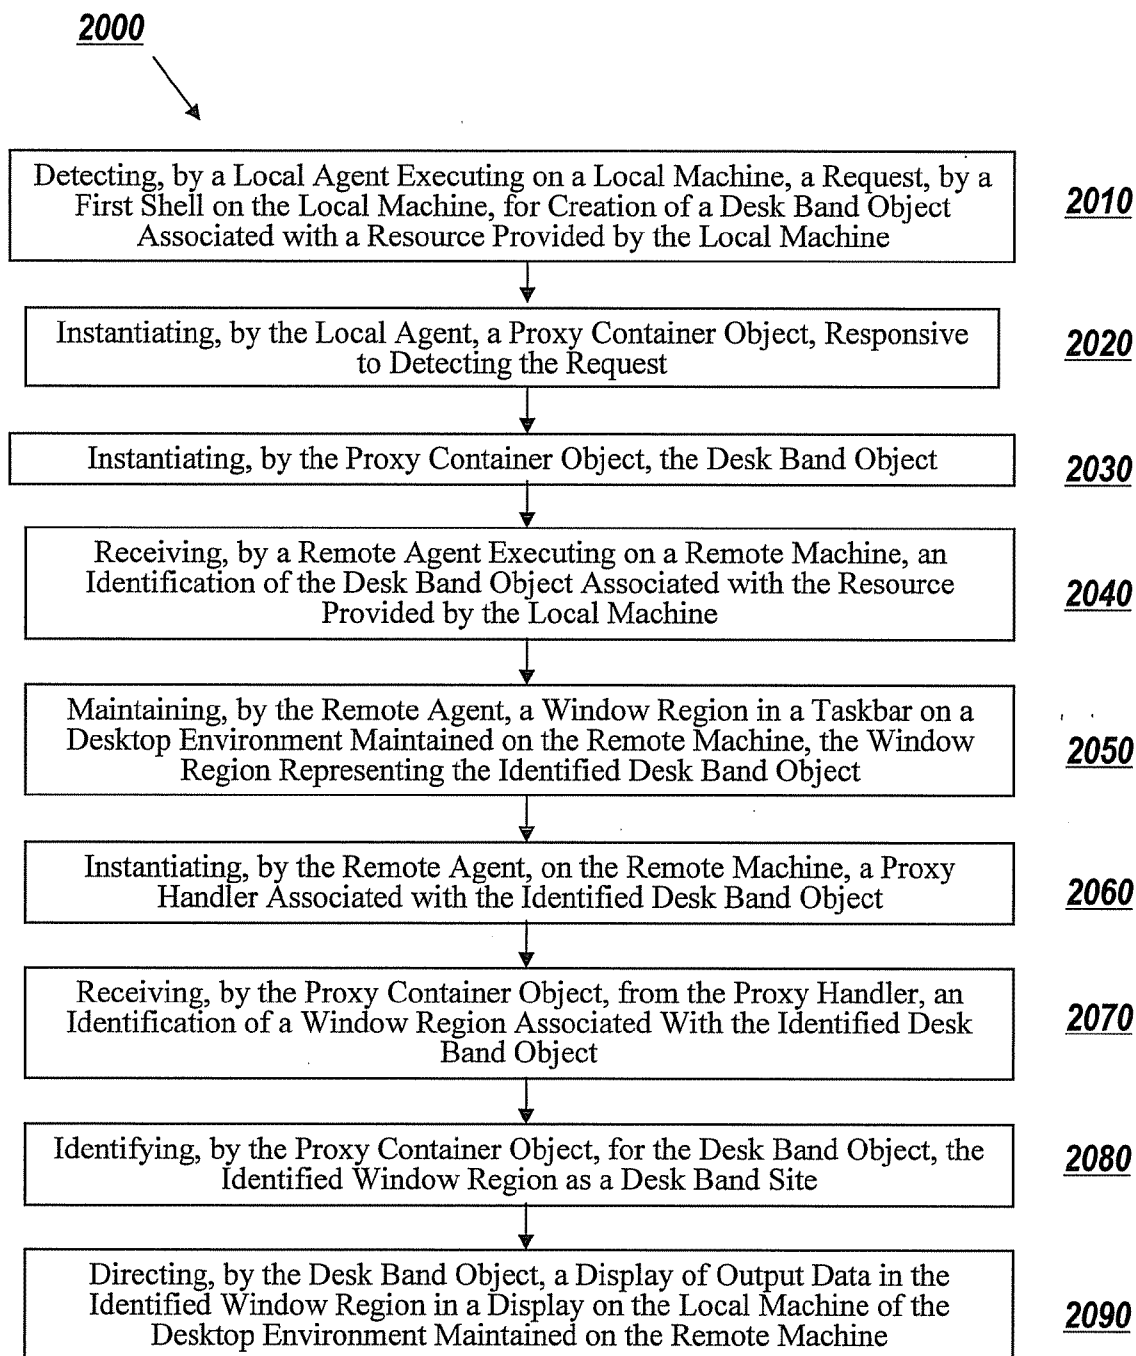 2000
Detecting, by a Local Agent Executing on a Local Machine, a Request, by a
First Shell on the Local Machine, for Creation of a Desk Band Object
Associated with a Resource Provided by the Local Machine
2010
Instantiating, by the Local Agent, a Proxy Container Object, Responsive
to Detecting the Request
2020
Instantiating, by the Proxy Container Object, the Desk Band Object
2030
Receiving, by a Remote Agent Executing on a Remote Machine, an
Identification of the Desk Band Object Associated with the Resource
Provided by the Local Machine
2040
Maintaining, by the Remote Agent, a Window Region in a Taskbar on a
Desktop Environment Maintained on the Remote Machine, the Window
Region Representing the Identified Desk Band Object
2050
Instantiating, by the Remote Agent, on the Remote Machine, a Proxy
Handler Associated with the Identified Desk Band Object
2060
Receiving, by the Proxy Container Object, from the Proxy Handler, an
Identification of a Window Region Associated With the Identified Desk
Band Object
2070
Identifying, by the Proxy Container Object, for the Desk Band Object, the
Identified Window Region as a Desk Band Site
2080
Directing, by the Desk Band Object, a Display of Output Data in the
Identified Window Region in a Display on the Local Machine of the
Desktop Environment Maintained on the Remote Machine
2090